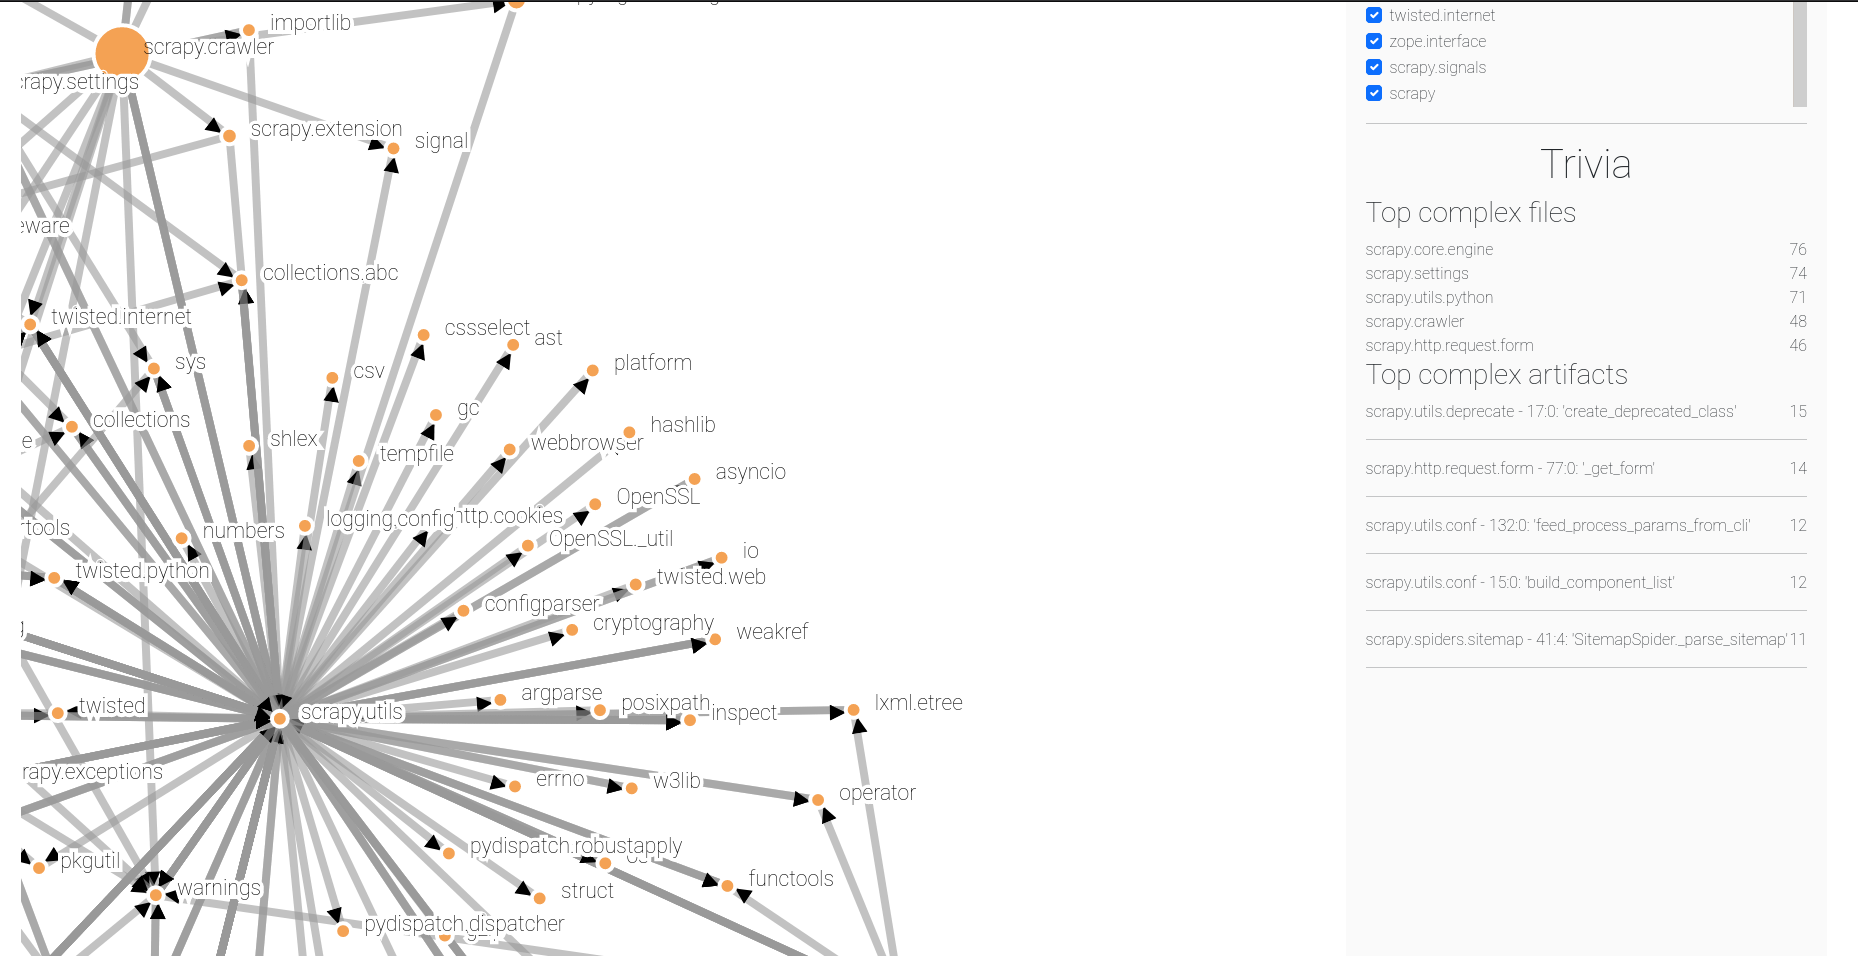 importlib
scrapy.crawler
scrapy.settings
scrapy.extension
signal
eware
collections.abc
twisted.internet
cssselect
ast
sys
platform
csv
gc
collections
hashlib
shlex
webbrowser
tempfile
asyncio
OpenSSL
logging.config
http.cookies
rtools
numbers
OpenSSL._util
io
twisted.python
twisted.web
configparser
cryptography
weakref
argparse
posixpath
lxml.etree
twisted
scrapy.utils
inspect
rapy.exceptions
errno
w3lib
operator
pydispatch.robustapply
pkgutil
functools
warnings
struct
pydispatch.dispatcher
twisted.internet
zope.interface
scrapy.signals
scrapy
Trivia
Top complex files
scrapy.core.engine 76
scrapy.settings 74
scrapy.utils.python 71
scrapy.crawler 48
scrapy.http.request.form 46
Top complex artifacts
scrapy.utils.deprecate - 17:0: 'create_deprecated_class' 15
scrapy.http.request.form - 77:0: '_get_form' 14
scrapy.utils.conf - 132:0: 'feed_process_params_from_cli' 12
scrapy.utils.conf - 15:0: 'build_component_list' 12
scrapy.spiders.sitemap - 41:4: 'SitemapSpider._parse_sitemap' 11